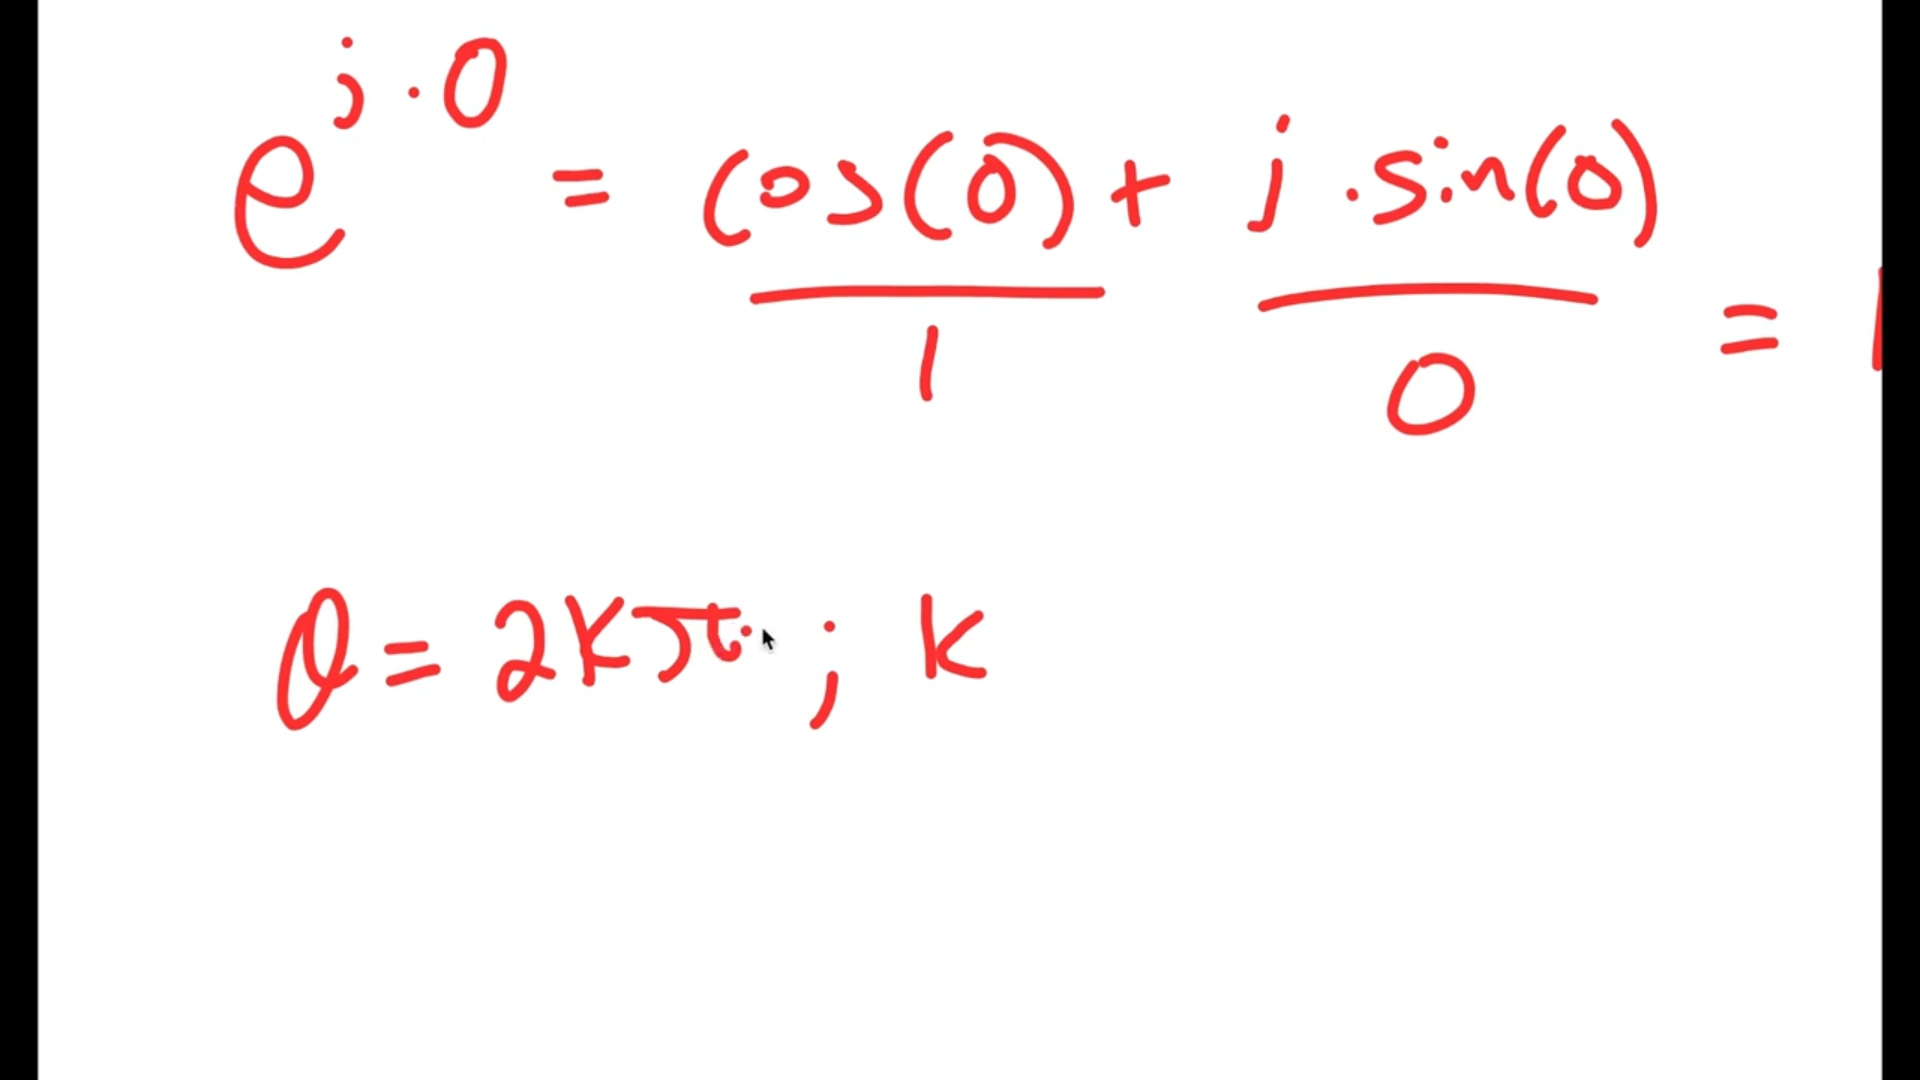 e^{j·0} = cos(0) + j·sin(0)
1 0 = 1
θ = 2kπ ; k